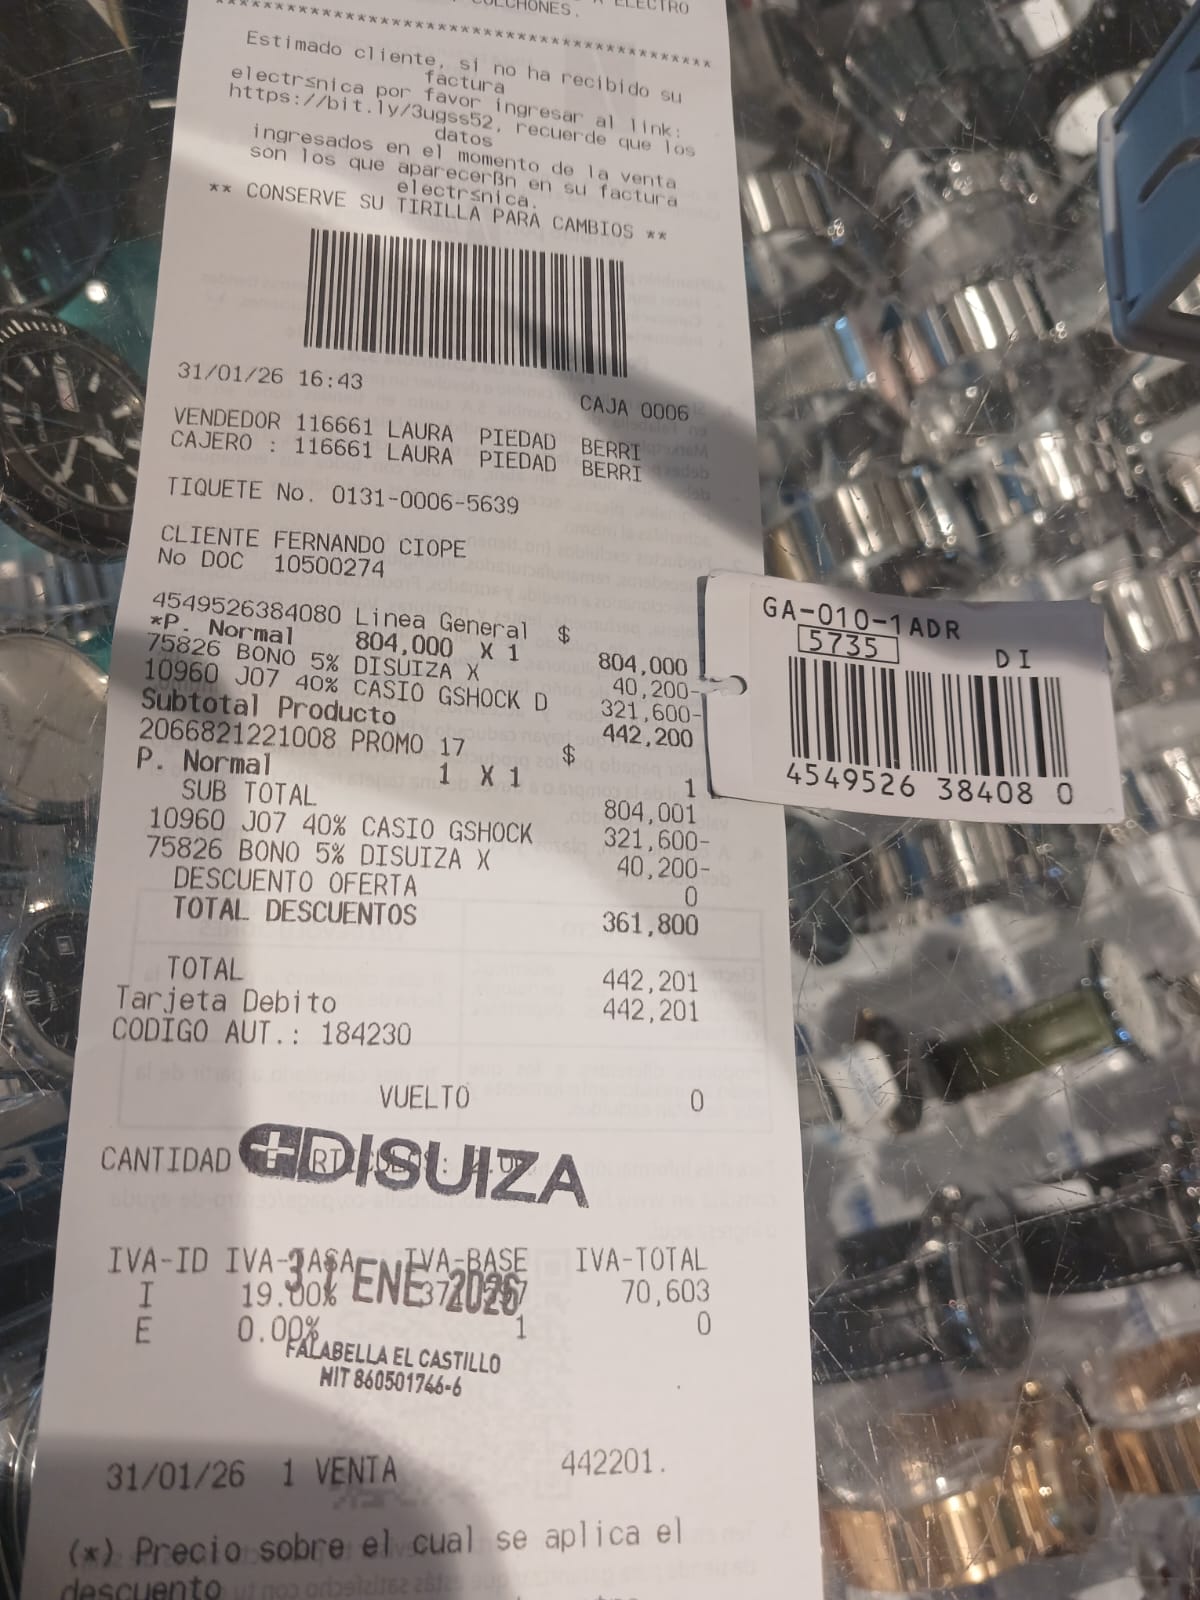 COLCHONES.
ELECTRO
****************************************
Estimado cliente, si no ha recibido su
factura
electr≤nica por favor ingresar al link:
https://bit.ly/3ugss52, recuerde que los
datos
ingresados en el momento de la venta
son los que aparecerßn en su factura
electr≤nica.
** CONSERVE SU TIRILLA PARA CAMBIOS **
31/01/26 16:43
CAJA 0006
VENDEDOR 116661 LAURA PIEDAD BERRI
CAJERO : 116661 LAURA PIEDAD BERRI
TIQUETE No. 0131-0006-5639
CLIENTE FERNANDO CIOPE
No DOC 10500274
4549526384080 Linea General $
*P. Normal 804,000 X 1 804,000
75826 BONO 5% DISUIZA X 40,200-
10960 J07 40% CASIO GSHOCK D 321,600-
Subtotal Producto 442,200
2066821221008 PROMO 17 $
P. Normal 1 X 1 1
SUB TOTAL 804,001
10960 J07 40% CASIO GSHOCK 321,600-
75826 BONO 5% DISUIZA X 40,200-
DESCUENTO OFERTA 0
TOTAL DESCUENTOS 361,800
TOTAL 442,201
Tarjeta Debito 442,201
CODIGO AUT.: 184230
VUELTO 0
CANTIDAD
DISUIZA
IVA-ID IVA-TASA IVA-BASE IVA-TOTAL
I 19.00% 70,603
E 0.00% 1 0
31 ENE 2026
FALABELLA EL CASTILLO
NIT 860501746-6
31/01/26 1 VENTA 442201.
(*) Precio sobre el cual se aplica el
descuento
GA-010-1ADR
5735 DI
4549526 38408 0